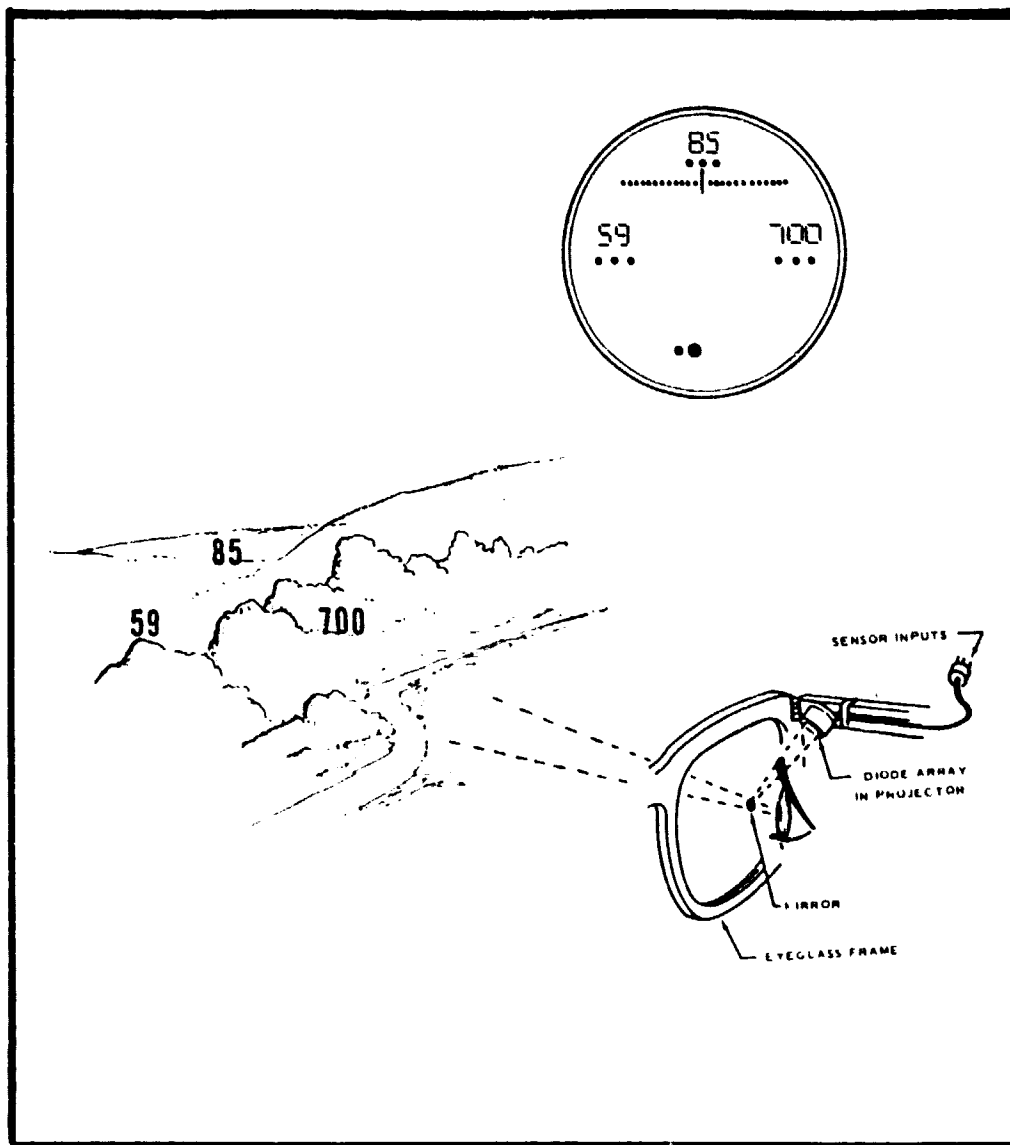 85
59 700
85
59 700
SENSOR INPUTS
DIODE ARRAY
IN PROJECTOR
MIRROR
EYEGLASS FRAME